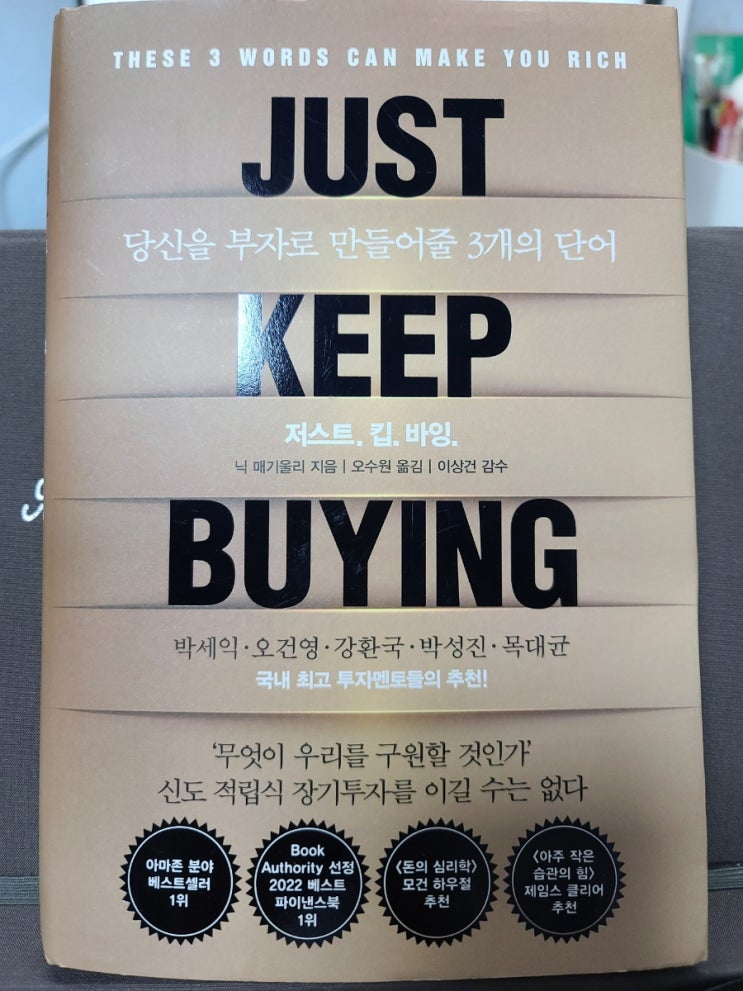 THESE 3 WORDS CAN MAKE YOU RICH
JUST
당신을 부자로 만들어줄 3개의 단어
KEEP
저스트. 킵. 바잉.
닉 매기울리 지음 | 오수원 옮김 | 이상건 감수
BUYING
박세익·오건영·강환국·박성진·목대균
국내 최고 투자멘토들의 추천!
‘무엇이 우리를 구원할 것인가’
신도 적립식 장기투자를 이길 수는 없다
아마존 분야
베스트셀러
1위
Book
Authority 선정
2022 베스트
파이낸스북
1위
〈돈의 심리학〉
모건 하우절
추천
〈아주 작은
습관의 힘〉
제임스 클리어
추천